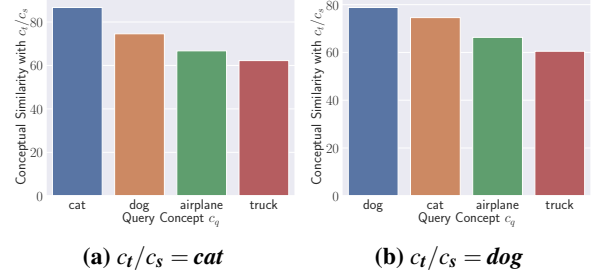 Conceptual Similarity with c_t/c_s
80
60
40
20
0
cat dog airplane truck
Query Concept c_q
(a) c_t/c_s = cat
Conceptual Similarity with c_t/c_s
80
60
40
20
0
dog cat airplane truck
Query Concept c_q
(b) c_t/c_s = dog